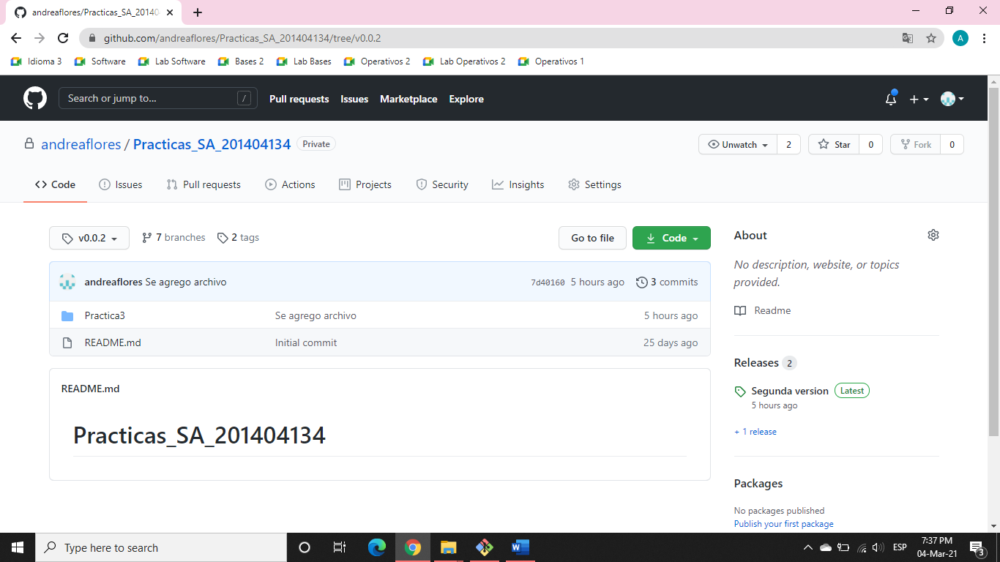 andreaflores/Practicas_SA_20140
github.com/andreaflores/Practicas_SA_201404134/tree/v0.0.2
A
Idioma 3 Software Lab Software Bases 2 Lab Bases Operativos 2 Lab Operativos 2 Operativos 1
Search or jump to... / Pull requests Issues Marketplace Explore
andreaflores / Practicas_SA_201404134 Private Unwatch 2 Star 0 Fork 0
Code Issues Pull requests Actions Projects Security Insights Settings
v0.0.2 7 branches 2 tags Go to file Code
andreaflores Se agrego archivo 7d40160 5 hours ago 3 commits
Practica3 Se agrego archivo 5 hours ago
README.md Initial commit 25 days ago
README.md
Practicas_SA_201404134
About
No description, website, or topics
provided.
Readme
Releases 2
Segunda version Latest
5 hours ago
+ 1 release
Packages
No packages published
Publish your first package
Type here to search
ESP
7:37 PM
04-Mar-21
3